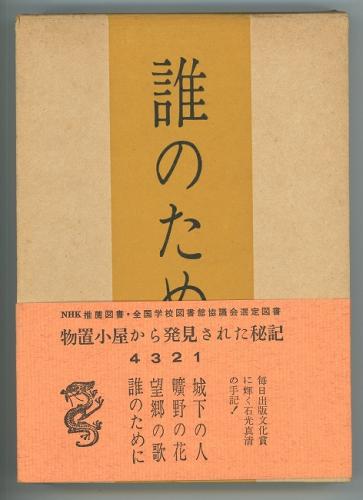 誰のため
NHK推薦図書・全国学校図書館協議会選定図書
物置小屋から発見された秘記
毎日出版文化賞
に輝く石光真清
の手記!
1 城下の人
2 曠野の花
3 望郷の歌
4 誰のために